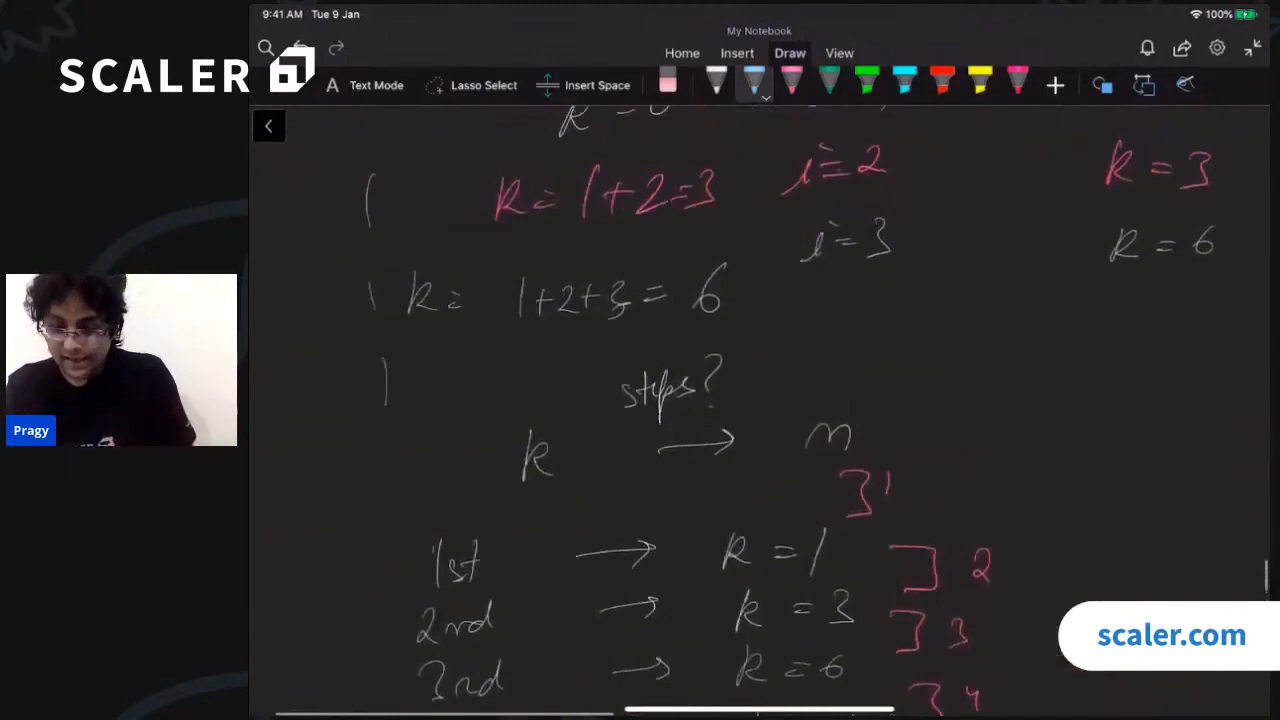 9:41 AM Tue 9 Jan
100%
My Notebook
Home Insert Draw View
SCALER
A Text Mode Lasso Select Insert Space
k = 0
k = 1+2=3 i=2 k = 3
i=3 k = 6
k = 1+2+3 = 6
steps?
k → n
] 1
1st → k = 1
] 2
2nd → k = 3
] 3
3rd → k = 6
] 4
Pragy
scaler.com